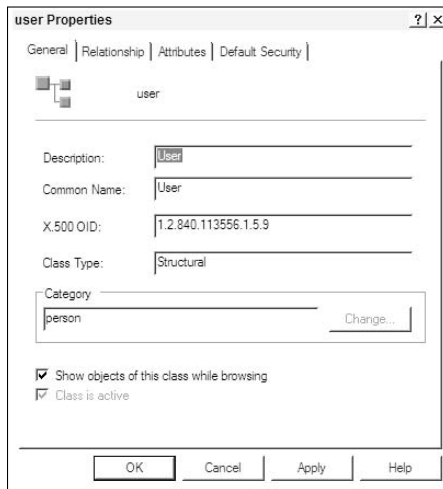 user Properties ? ×
General Relationship Attributes Default Security
user
Description: User
Common Name: User
X.500 OID: 1.2.840.113556.1.5.9
Class Type: Structural
Category
person Change...
Show objects of this class while browsing
Class is active
OK Cancel Apply Help